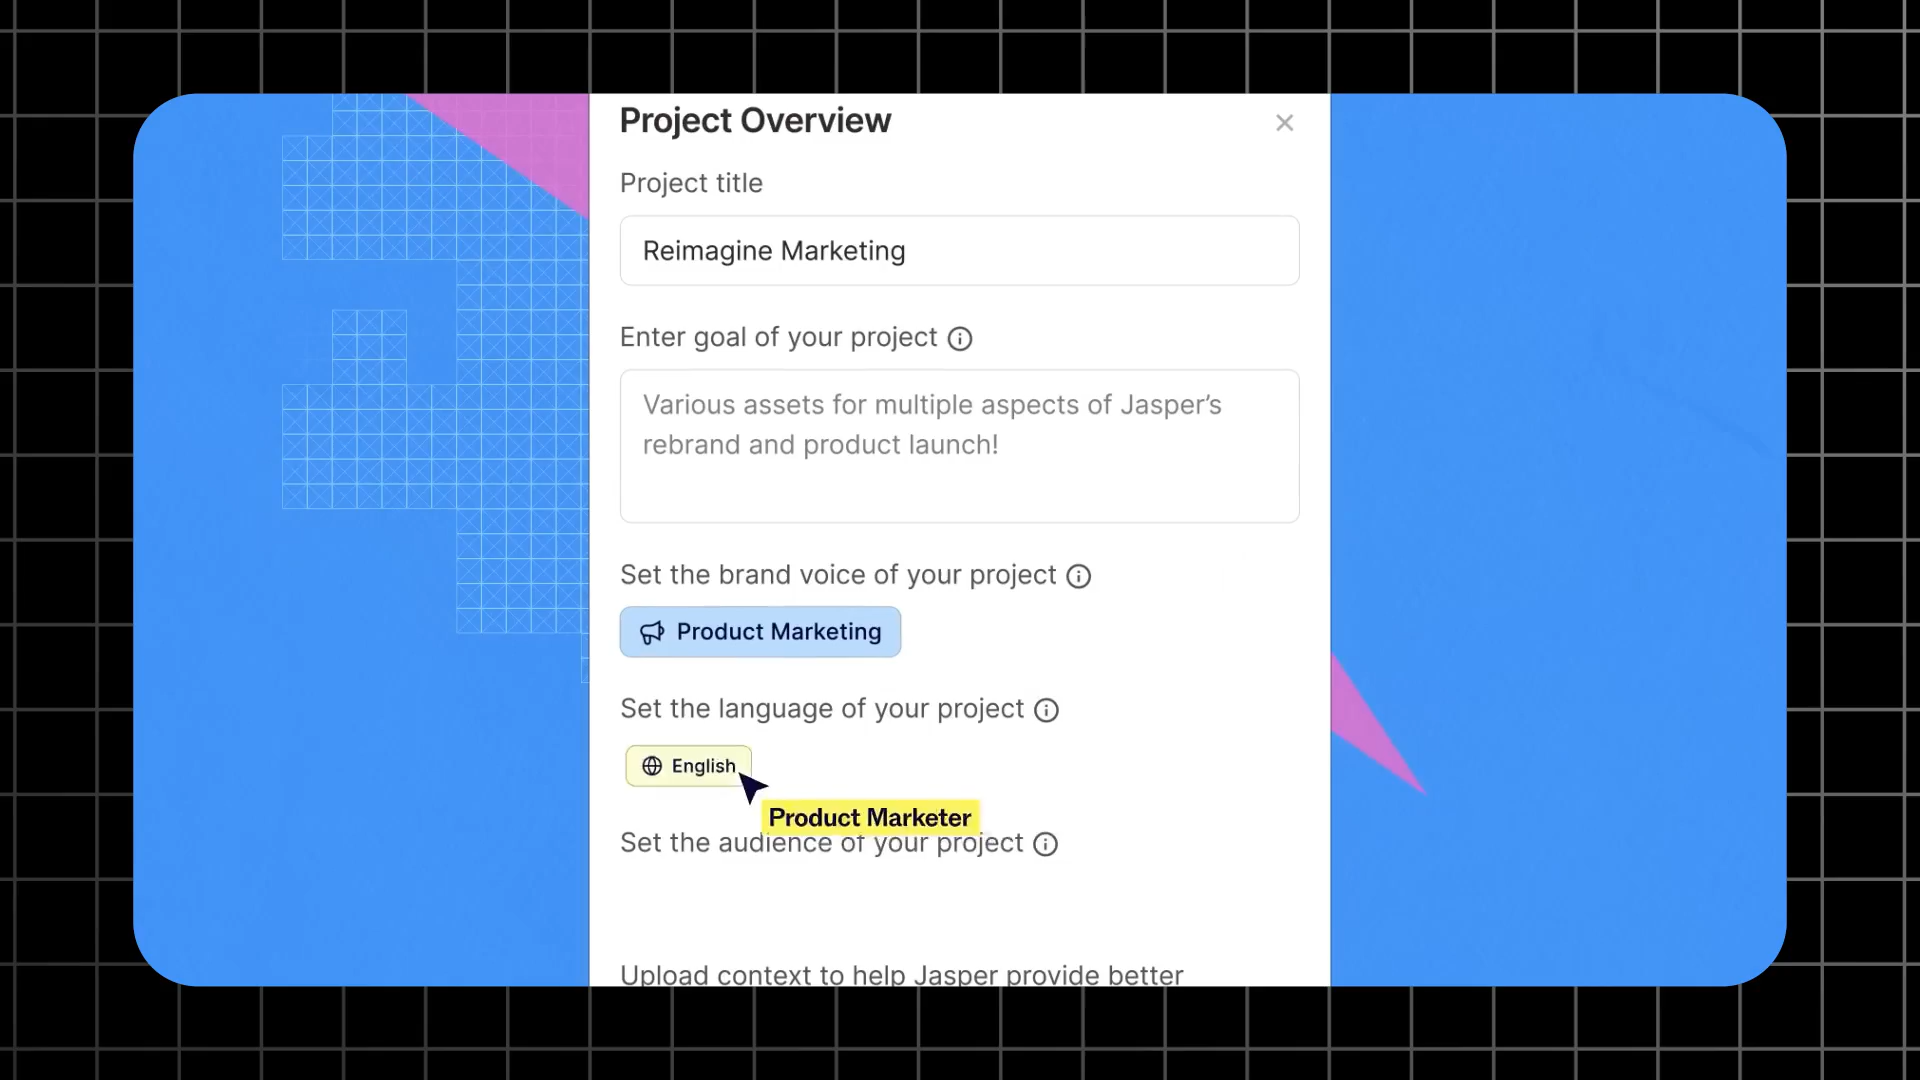 Project Overview
Project title
Reimagine Marketing
Enter goal of your project
Various assets for multiple aspects of Jasper’s
rebrand and product launch!
Set the brand voice of your project
Product Marketing
Set the language of your project
English
Product Marketer
Set the audience of your project
Upload context to help Jasper provide better